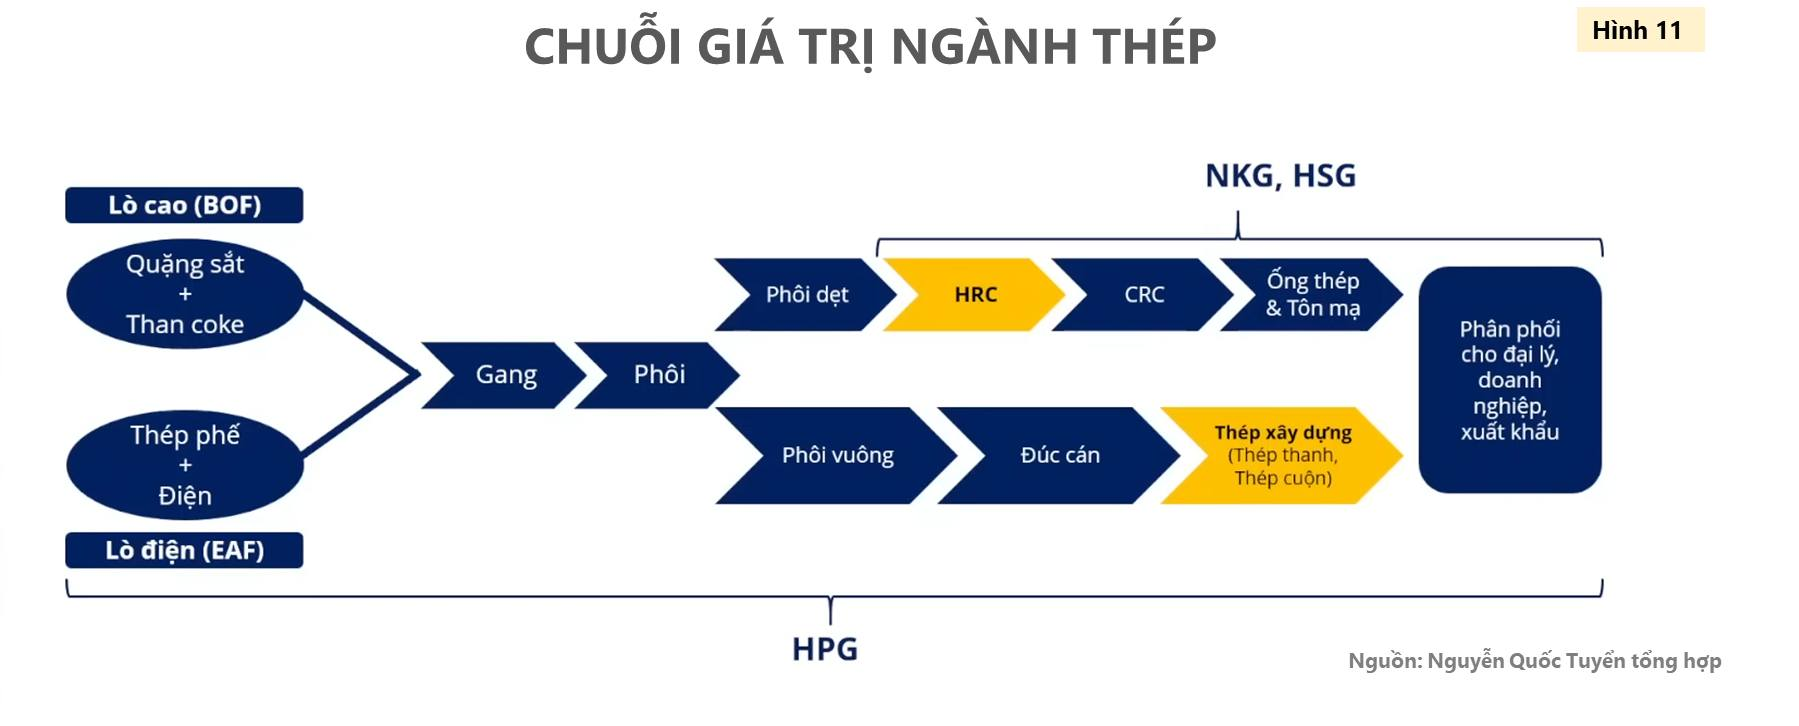 CHUỖI GIÁ TRỊ NGÀNH THÉP
Hình 11
NKG, HSG
Lò cao (BOF)
Quặng sắt
+
Than coke
Thép phế
+
Điện
Lò điện (EAF)
Gang
Phôi
Phôi dẹt
HRC
CRC
Ống thép
& Tôn mạ
Phôi vuông
Đúc cán
Thép xây dựng
(Thép thanh,
Thép cuộn)
Phân phối
cho đại lý,
doanh
nghiệp,
xuất khẩu
HPG
Nguồn: Nguyễn Quốc Tuyển tổng hợp